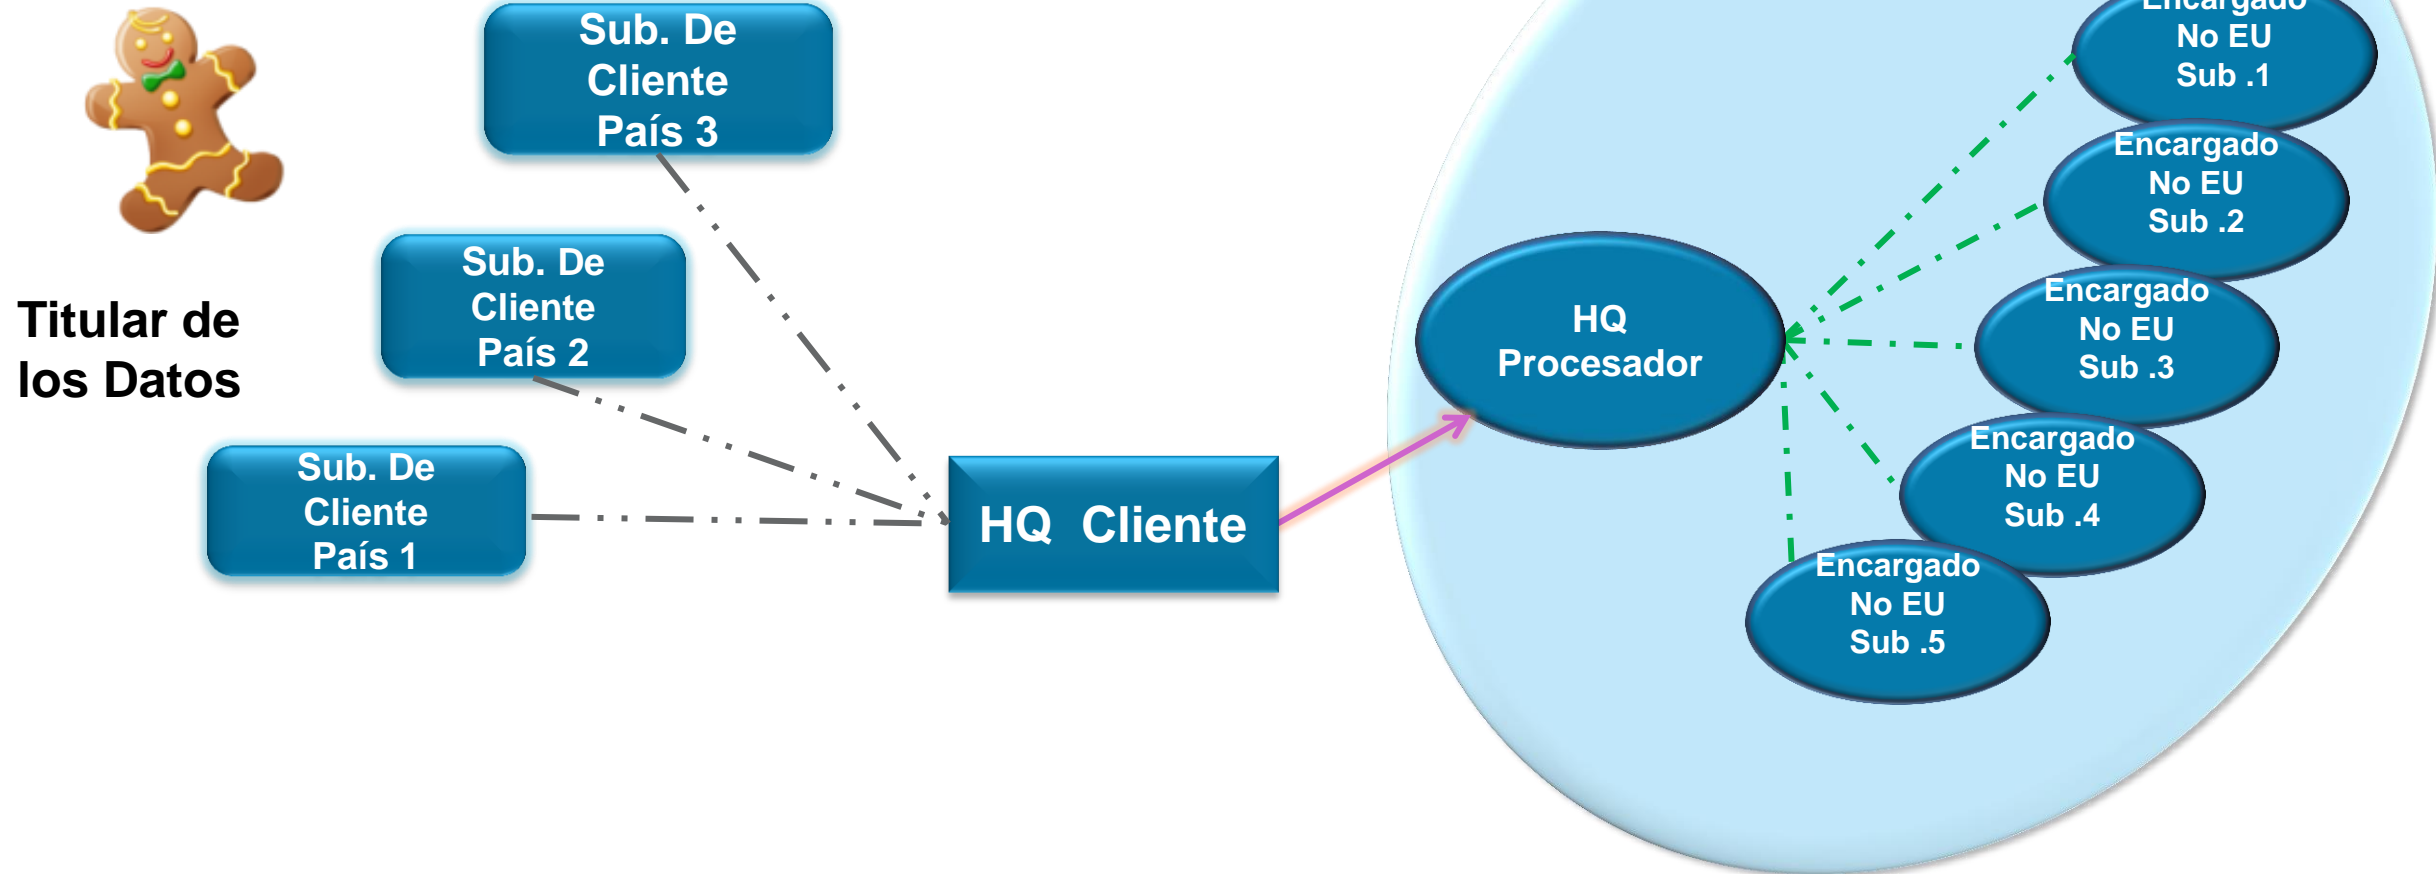 Sub. De
Cliente
País 3
Sub. De
Cliente
País 2
Titular de
los Datos
Sub. De
Cliente
País 1
HQ Cliente
HQ
Procesador
Encargado
No EU
Sub .1
Encargado
No EU
Sub .2
Encargado
No EU
Sub .3
Encargado
No EU
Sub .4
Encargado
No EU
Sub .5